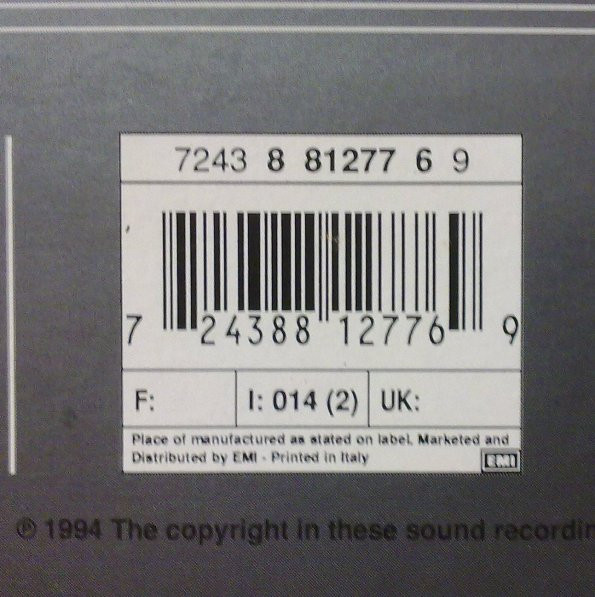 7243 8 81277 6 9
7 24388 12776 9
F: I: 014 (2) UK:
Place of manufactured as stated on label. Marketed and
Distributed by EMI - Printed in Italy
EMI
℗ 1994 The copyright in these sound recordin